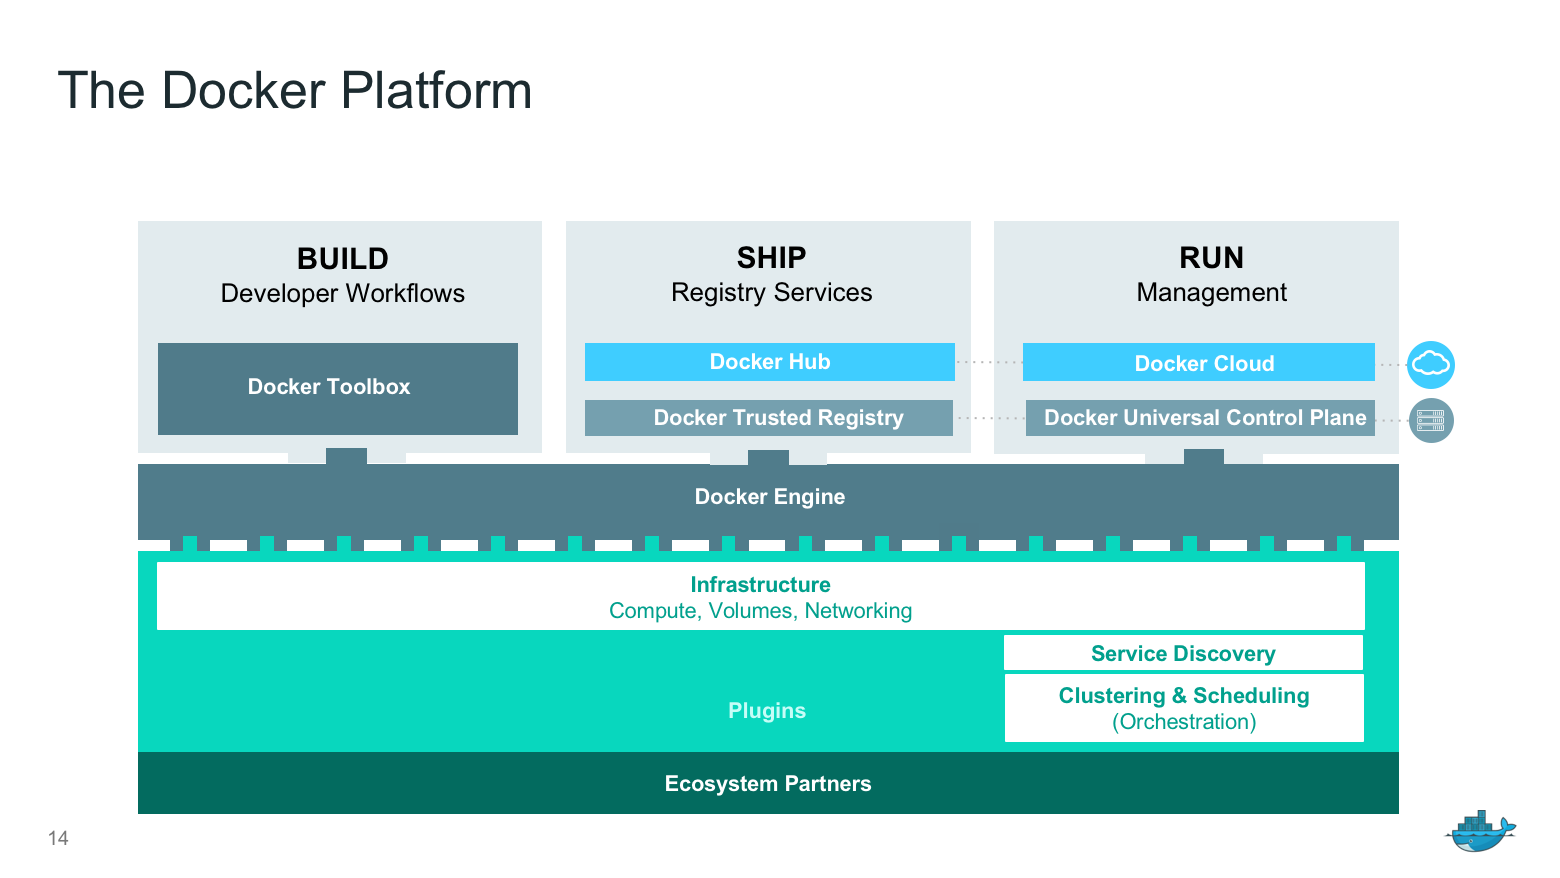 The Docker Platform
BUILD
Developer Workflows
Docker Toolbox
SHIP
Registry Services
Docker Hub
Docker Trusted Registry
RUN
Management
Docker Cloud
Docker Universal Control Plane
Docker Engine
Infrastructure
Compute, Volumes, Networking
Service Discovery
Clustering & Scheduling
(Orchestration)
Plugins
Ecosystem Partners
14